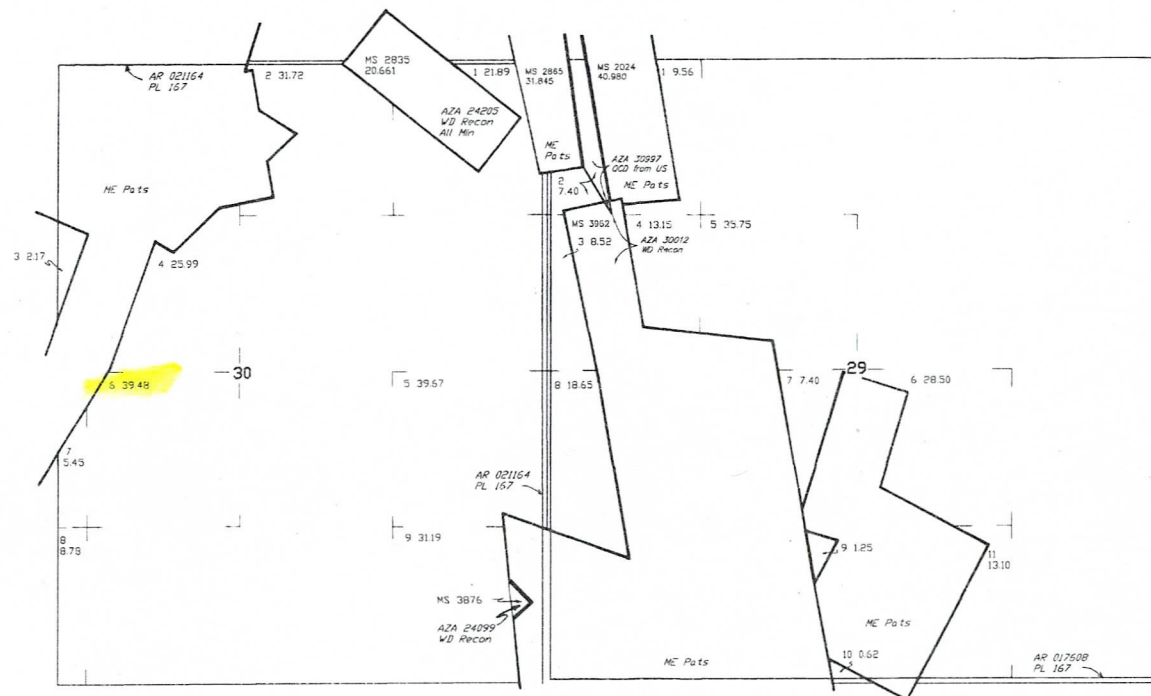 AR 021164
PL 167
2 31.72
MS 2835
20.661
1 21.89
AZA 24205
WD Recon
All Min
MS 2865
31.845
MS 2024
40.980
1 9.56
ME Pats
ME Pats
AZA 30997
QCD from US
2
7.40
ME Pats
MS 3962
3 8.52
4 13.15
5 35.75
AZA 30012
WD Recon
3 2.17
4 25.99
6 39.48
30
5 39.67
8 18.65
7 7.40
29
6 28.50
7
5.45
AR 021164
PL 167
8
8.79
9 31.19
9 1.25
11
13.10
MS 3876
AZA 24099
WD Recon
ME Pats
ME Pats
10 0.62
AR 017608
PL 167